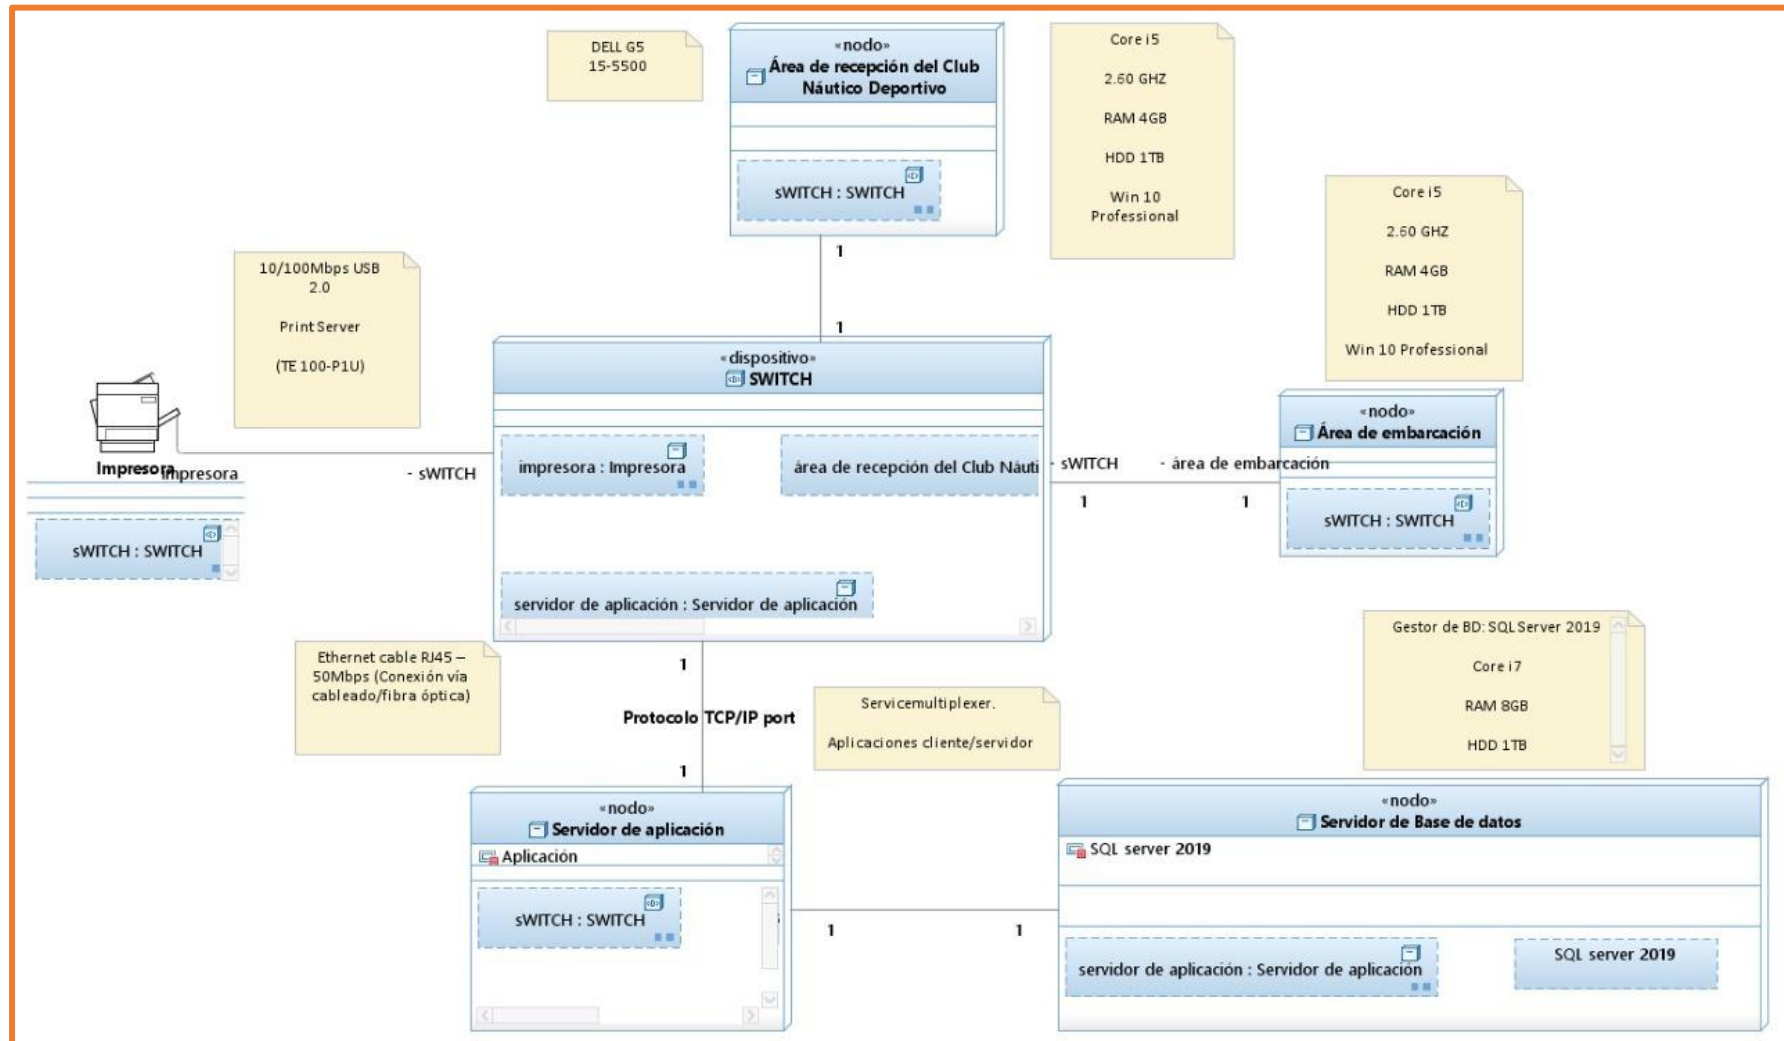 DELL G5
15-5500
«nodo»
Área de recepción del Club
Náutico Deportivo
sWITCH : SWITCH
Core i5
2.60 GHZ
RAM 4GB
HDD 1TB
Win 10
Professional
Core i5
2.60 GHZ
RAM 4GB
HDD 1TB
Win 10 Professional
10/100Mbps USB
2.0
Print Server
(TE 100-P1U)
1
1
«dispositivo»
SWITCH
impresora : Impresora
área de recepción del Club Náuti
servidor de aplicación : Servidor de aplicación
Impresora
impresora
- sWITCH
sWITCH : SWITCH
- sWITCH
- área de embarcación
1
1
«nodo»
Área de embarcación
sWITCH : SWITCH
Ethernet cable RJ45 –
50Mbps (Conexión vía
cableado/fibra óptica)
1
Protocolo TCP/IP port
1
Servicemultiplexer.
Aplicaciones cliente/servidor
Gestor de BD: SQL Server 2019
Core i7
RAM 8GB
HDD 1TB
«nodo»
Servidor de aplicación
Aplicación
sWITCH : SWITCH
1
1
«nodo»
Servidor de Base de datos
SQL server 2019
servidor de aplicación : Servidor de aplicación
SQL server 2019